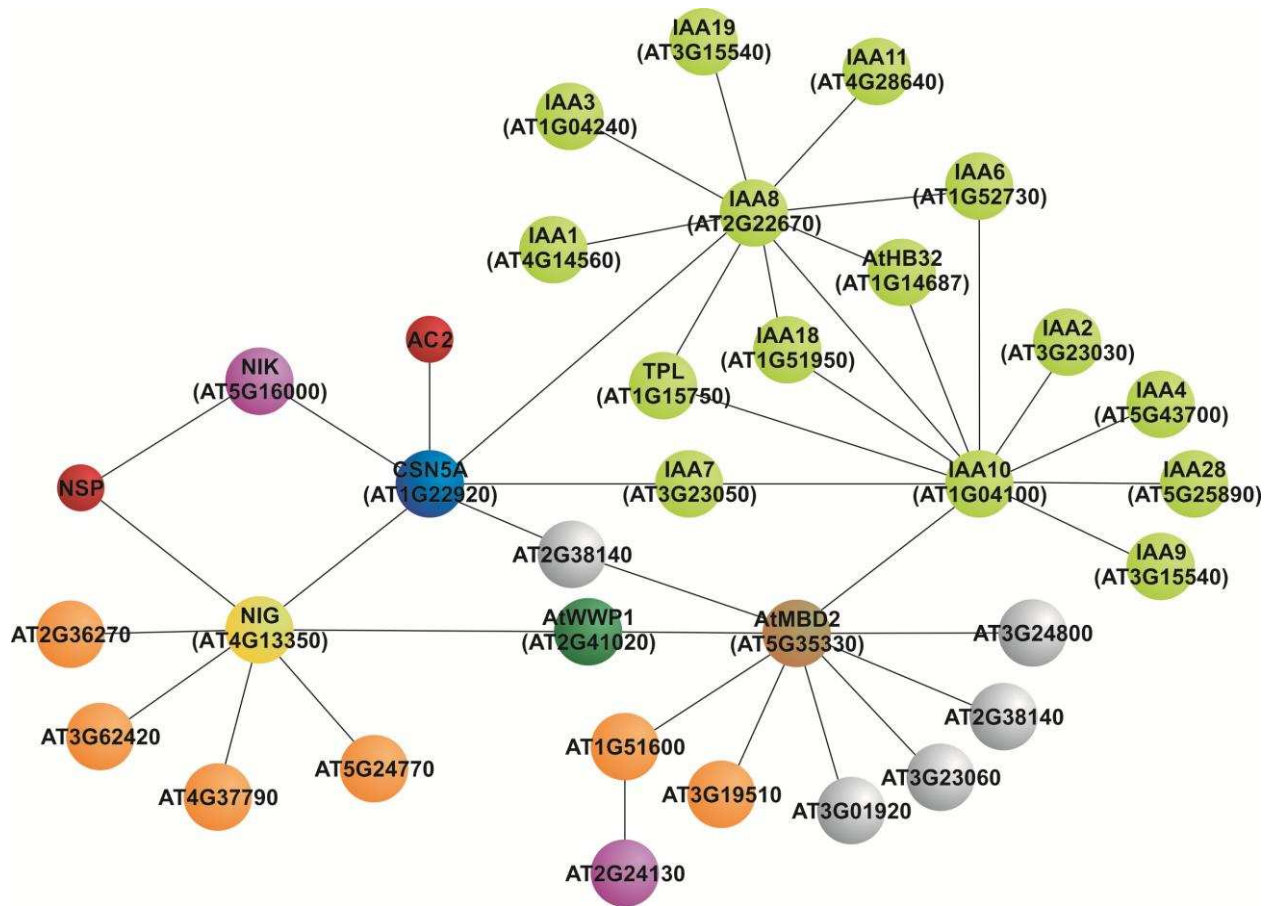 IAA19
(AT3G15540)
IAA11
(AT4G28640)
IAA3
(AT1G04240)
IAA6
(AT1G52730)
IAA8
(AT2G22670)
IAA1
(AT4G14560)
AtHB32
(AT1G14687)
AC2
IAA18
(AT1G51950)
IAA2
(AT3G23030)
NIK
(AT5G16000)
TPL
(AT1G15750)
IAA4
(AT5G43700)
NSP
CSN5A
(AT1G22920)
IAA7
(AT3G23050)
IAA10
(AT1G04100)
IAA28
(AT5G25890)
AT2G38140
IAA9
(AT3G15540)
AT2G36270
NIG
(AT4G13350)
AtWWP1
(AT2G41020)
AtMBD2
(AT5G35330)
AT3G24800
AT3G62420
AT5G24770
AT4G37790
AT1G51600
AT3G19510
AT3G01920
AT3G23060
AT2G38140
AT2G24130